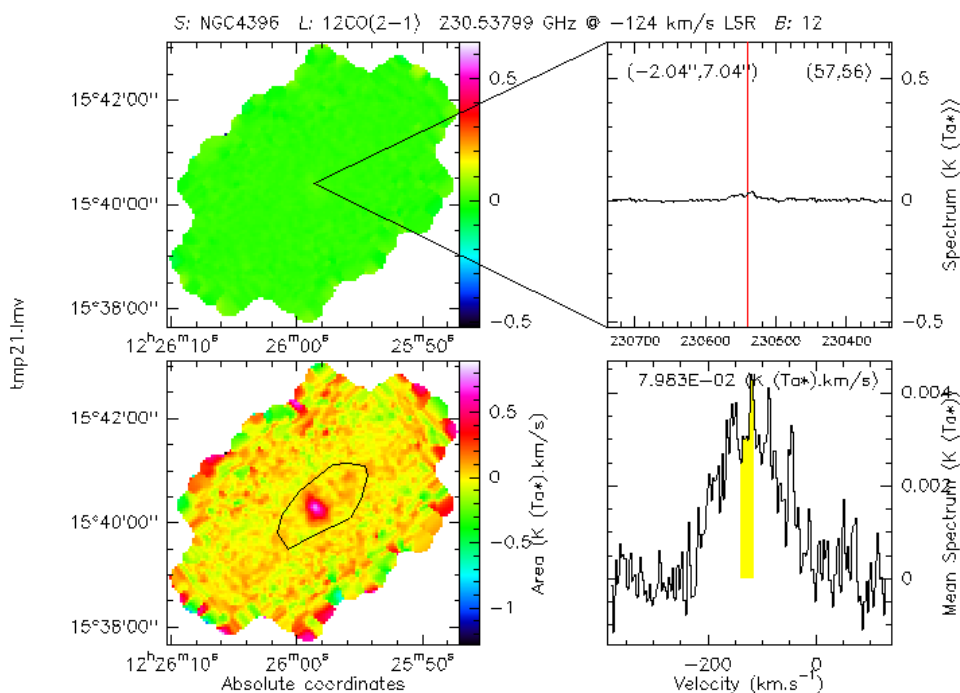 S: NGC4396 L: 12CO(2-1) 230.53799 GHz @ -124 km/s LSR B: 12
tmp21.lmv
15°42'00"
15°40'00"
15°38'00"
12ʰ26ᵐ10ˢ 26ᵐ00ˢ 25ᵐ50ˢ
0.5
0
-0.5
(-2.04",7.04") (57,56)
0.5
0
-0.5
Spectrum (K (Ta*))
230700 230600 230500 230400
15°42'00"
15°40'00"
15°38'00"
12ʰ26ᵐ10ˢ 26ᵐ00ˢ 25ᵐ50ˢ
Absolute coordinates
0.5
0
-0.5
-1
Area (K (Ta*).km/s)
7.983E-02 (K (Ta*).km/s)
0.004
0.002
0
Mean Spectrum (K (Ta*))
-200 0
Velocity (km.s⁻¹)